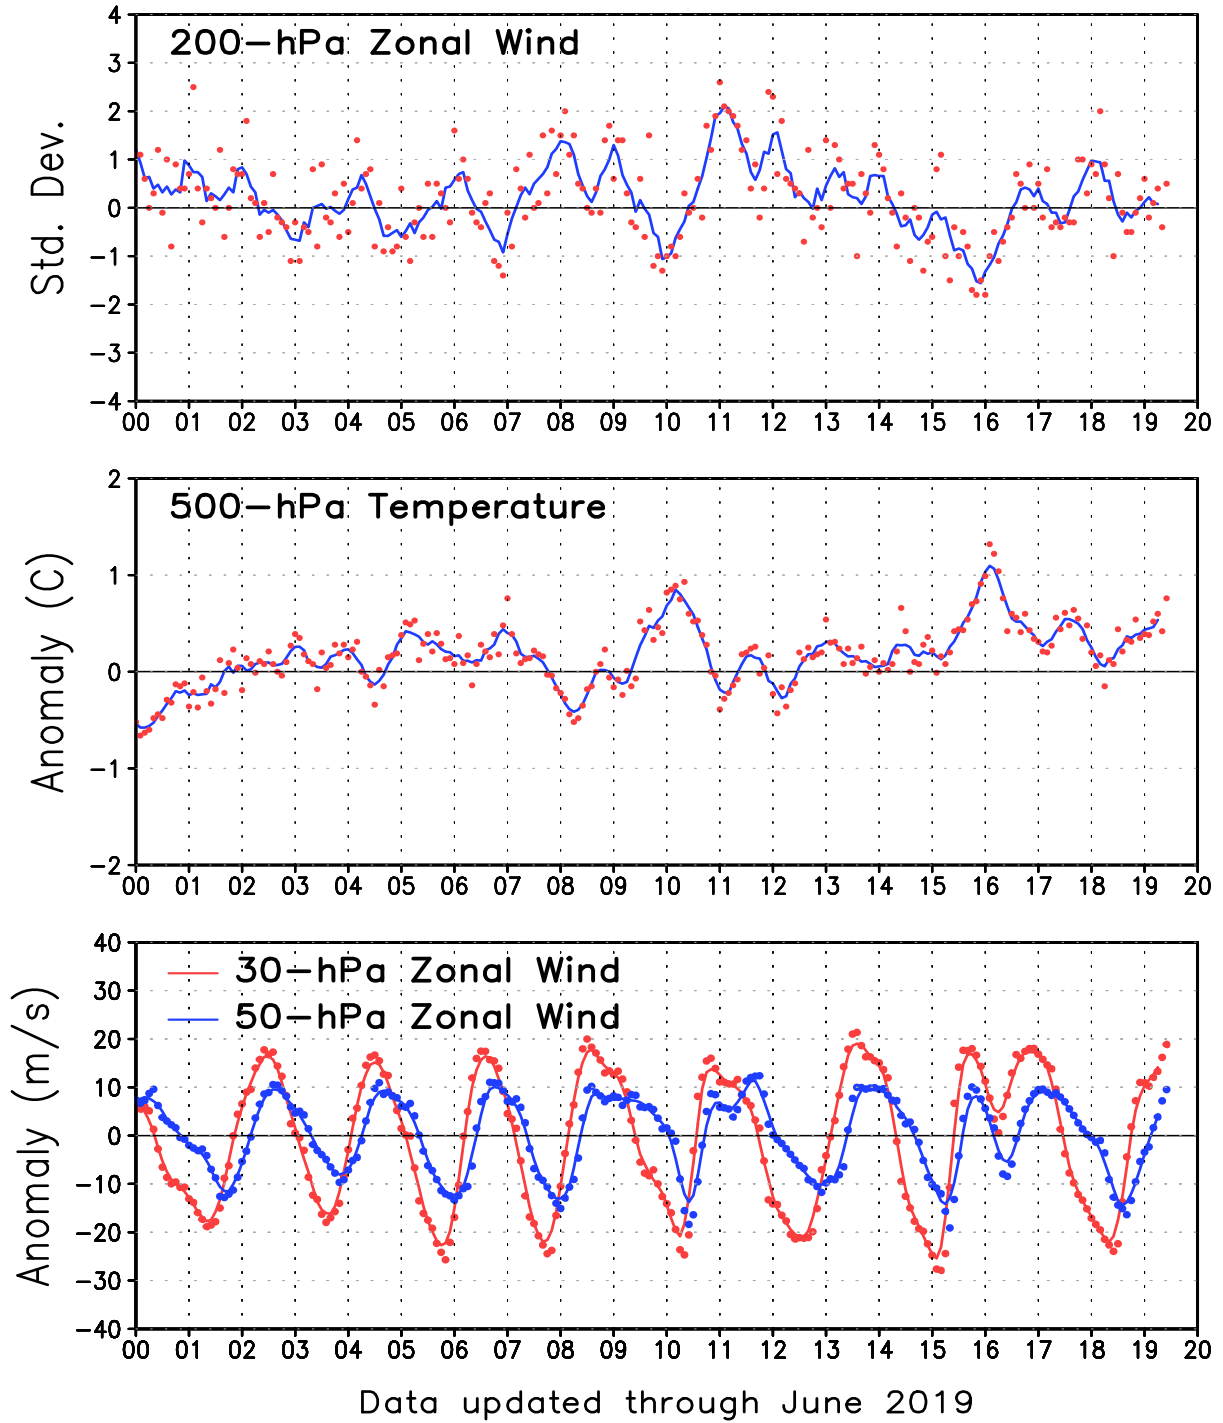 4
200-hPa Zonal Wind
3
2
1
0
-1
-2
-3
-4
Std. Dev.
00 01 02 03 04 05 06 07 08 09 10 11 12 13 14 15 16 17 18 19 20
2
500-hPa Temperature
1
0
-1
-2
Anomaly (C)
00 01 02 03 04 05 06 07 08 09 10 11 12 13 14 15 16 17 18 19 20
40
30-hPa Zonal Wind
30
50-hPa Zonal Wind
20
10
0
-10
-20
-30
-40
Anomaly (m/s)
00 01 02 03 04 05 06 07 08 09 10 11 12 13 14 15 16 17 18 19 20
Data updated through June 2019